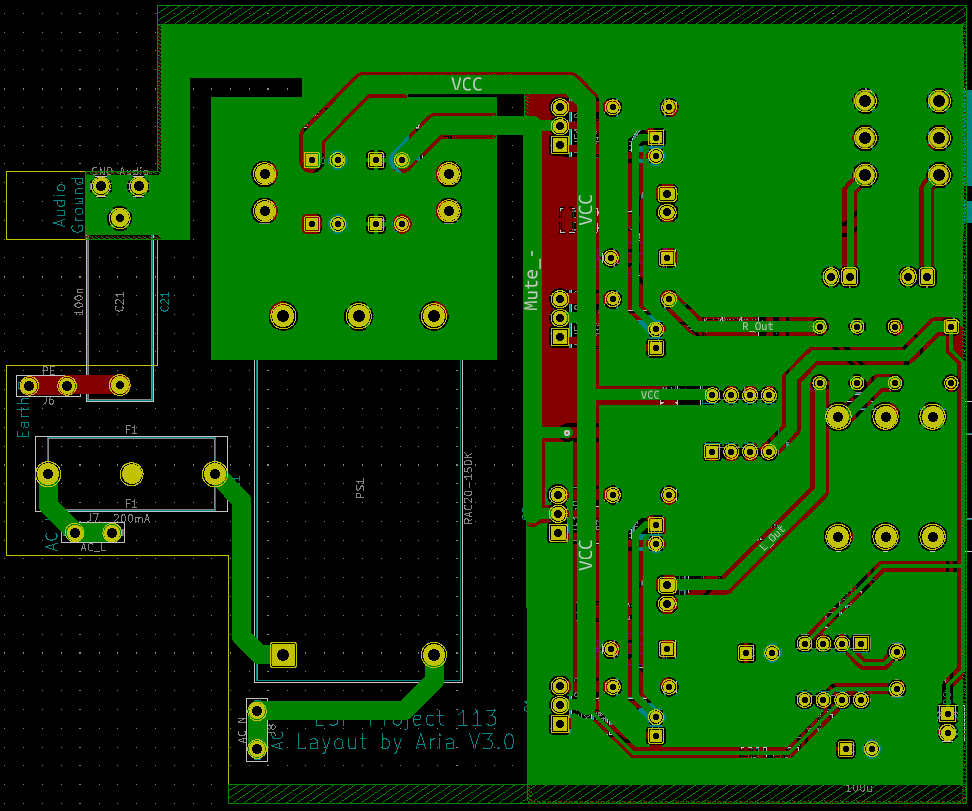 VCC
GND Audio
Audio
Ground
VCC
Mute_-
100n
C21
C21
R_Out
PE
J6
Earth
VCC
F1
PS1
RAC20-15DK
F1
J7
200mA
AC
AC_L
L_Out
VCC
ESP Project 113
Layout by Aria V3.0
AC_N
J8
AC
100u